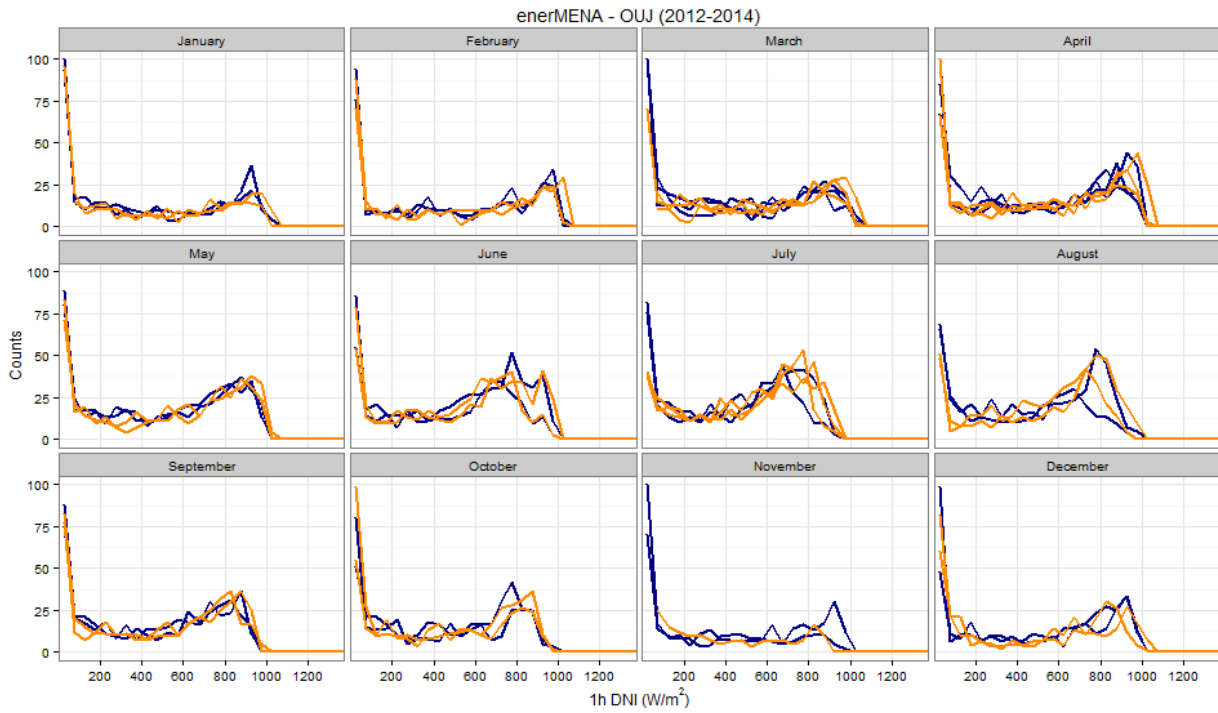 enerMENA - OUJ (2012-2014)
January February March April
100
75
50
25
0
May June July August
100
75
50
25
0
September October November December
100
75
50
25
0
200 400 600 800 1000 1200 200 400 600 800 1000 1200 200 400 600 800 1000 1200 200 400 600 800 1000 1200
Counts
1h DNI (W/m²)